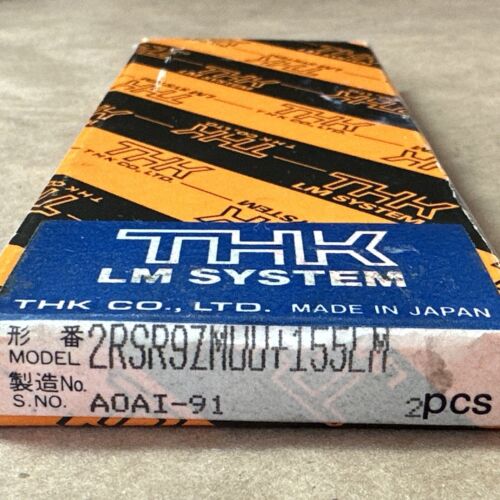 THK
LM SYSTEM
THK CO., LTD. MADE IN JAPAN
形 番
MODEL 2RSR9ZMUU+155LM
製造No.
S.NO. A0AI-91 2pcs